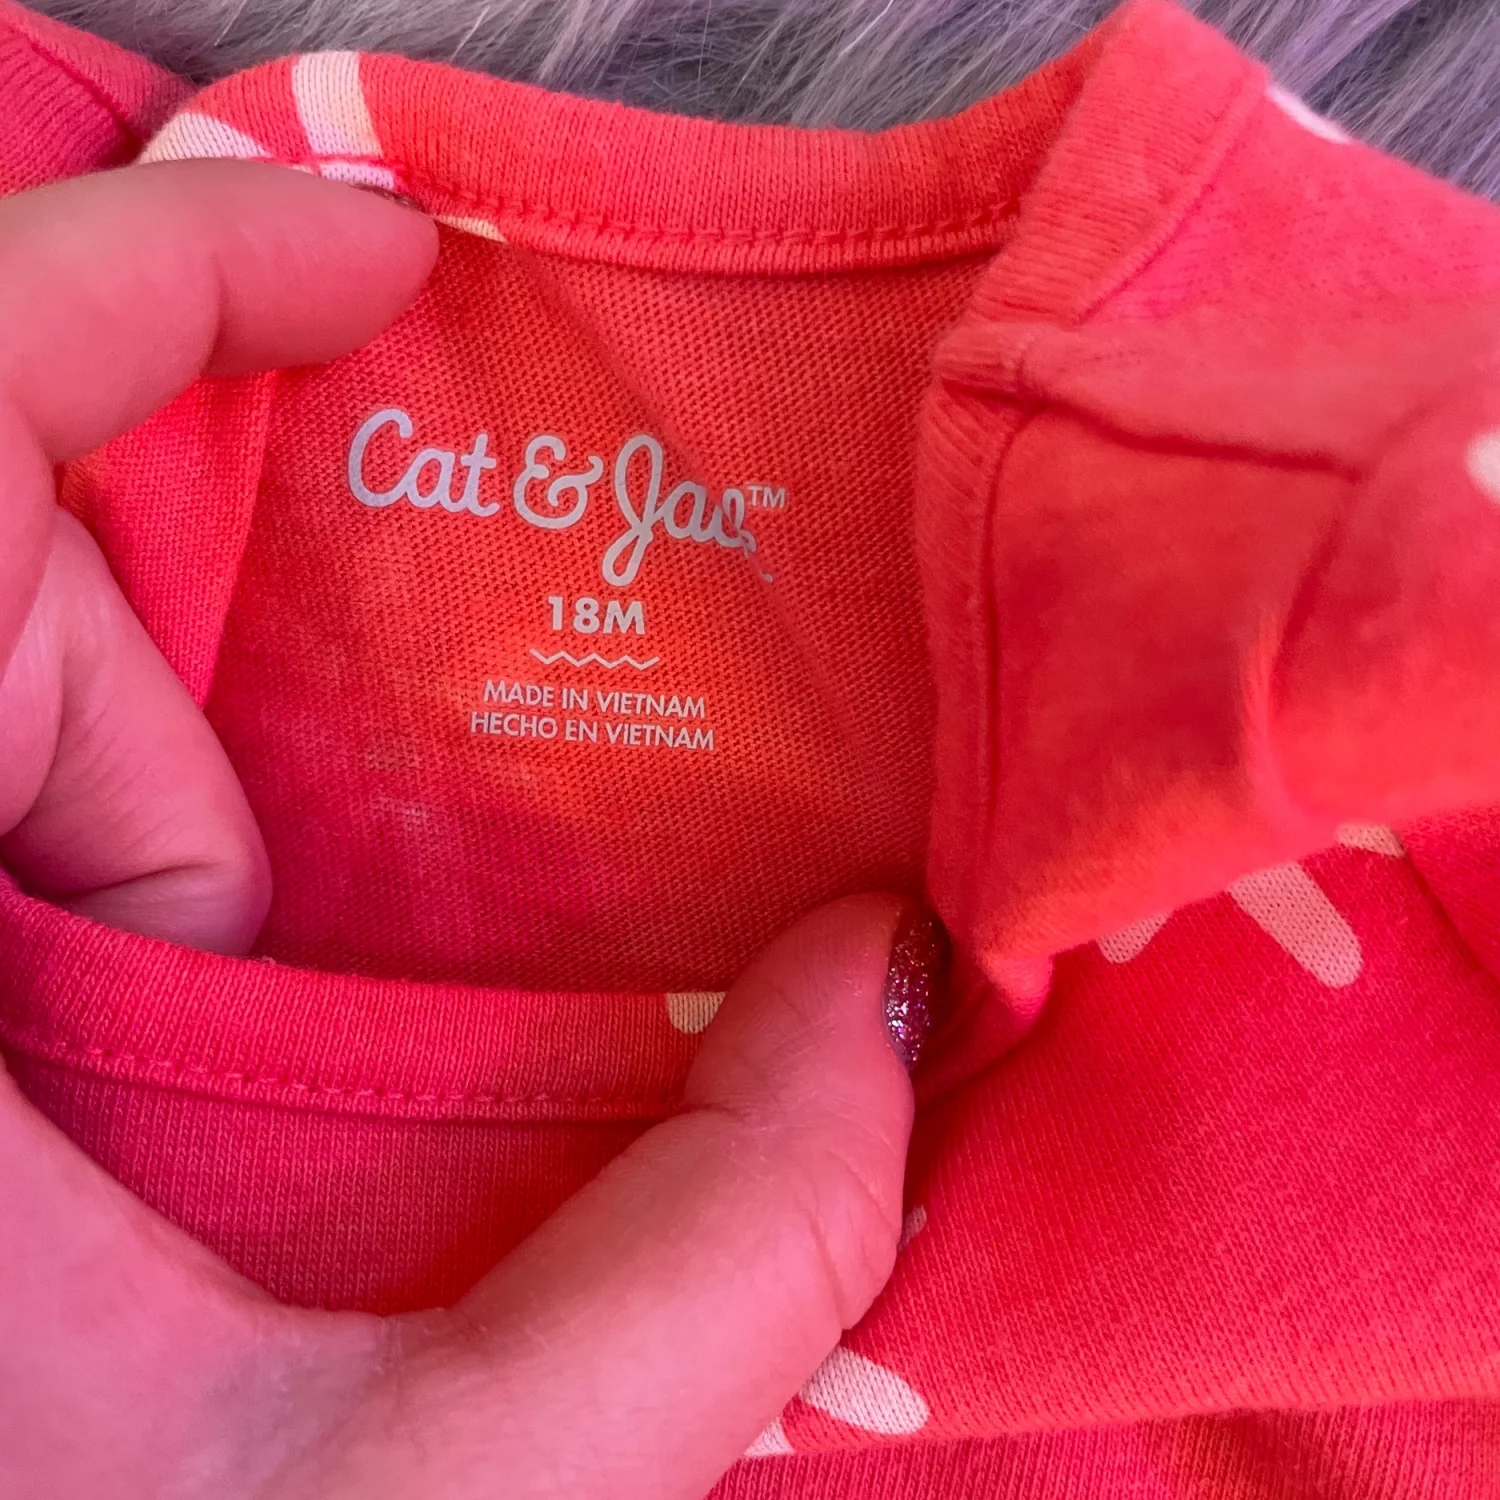 Cat & Jack™
18M
MADE IN VIETNAM
HECHO EN VIETNAM